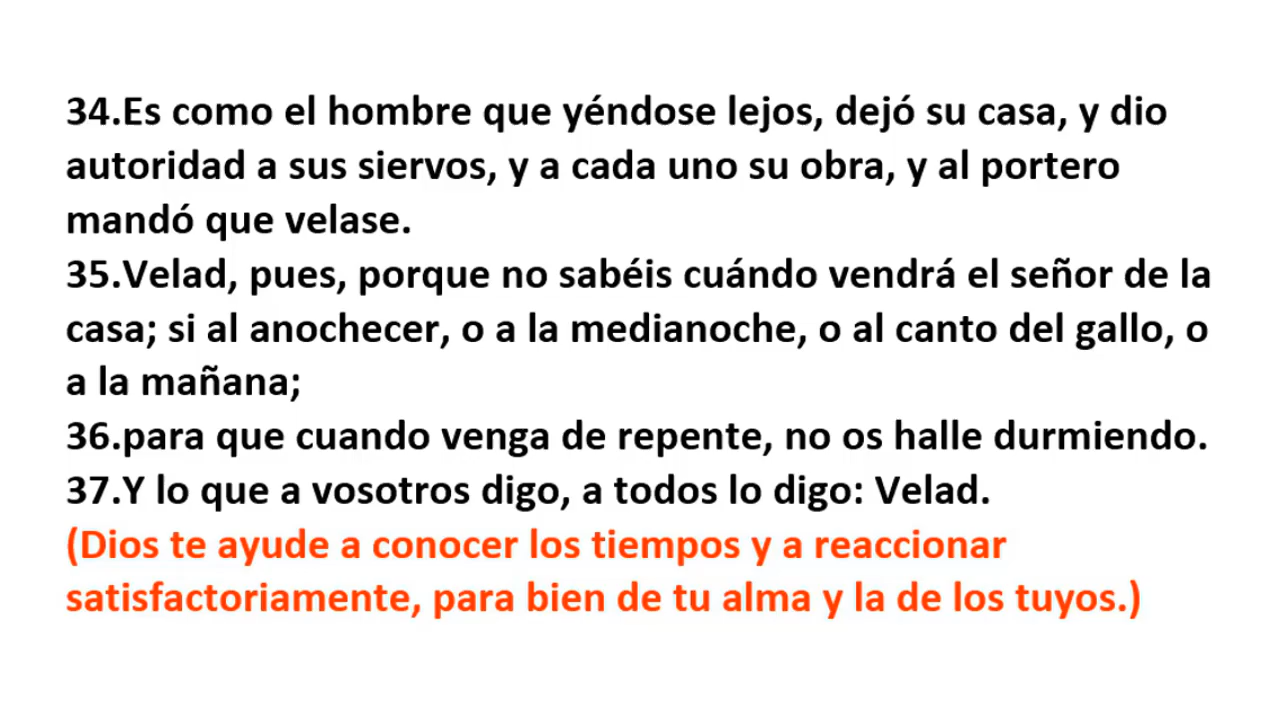 34.Es como el hombre que yéndose lejos, dejó su casa, y dio
autoridad a sus siervos, y a cada uno su obra, y al portero
mandó que velase.
35.Velad, pues, porque no sabéis cuándo vendrá el señor de la
casa; si al anochecer, o a la medianoche, o al canto del gallo, o
a la mañana;
36.para que cuando venga de repente, no os halle durmiendo.
37.Y lo que a vosotros digo, a todos lo digo: Velad.
(Dios te ayude a conocer los tiempos y a reaccionar
satisfactoriamente, para bien de tu alma y la de los tuyos.)